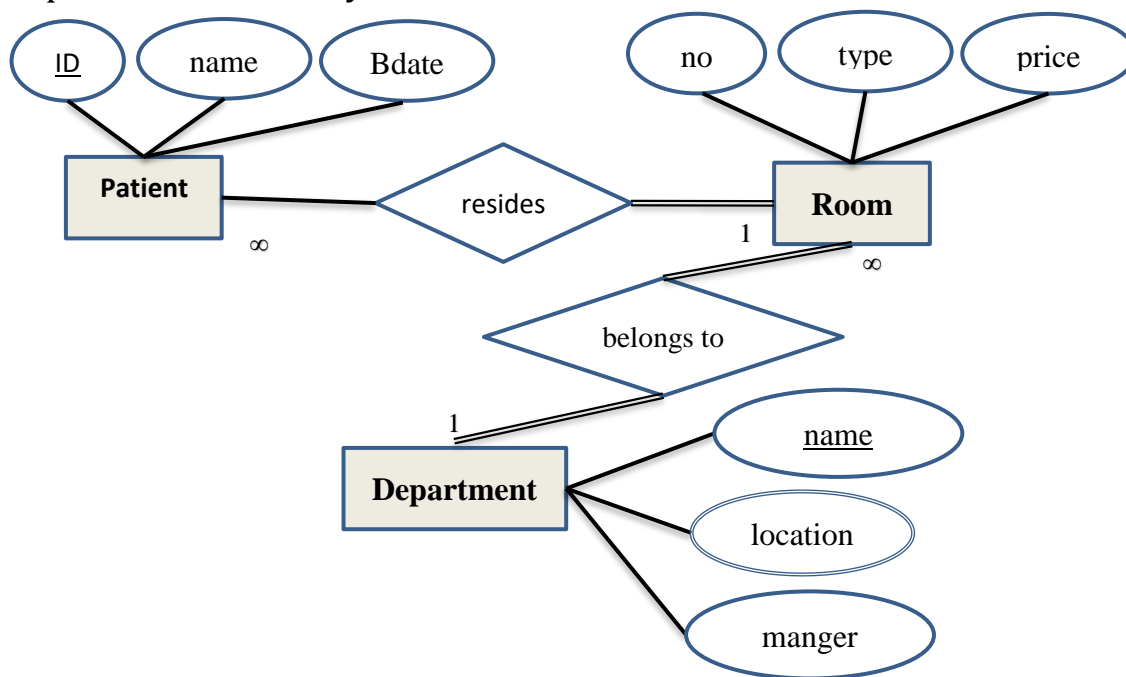 ID
name
Bdate
no
type
price
Patient
resides
Room
∞
1
∞
belongs to
1
name
Department
location
manger